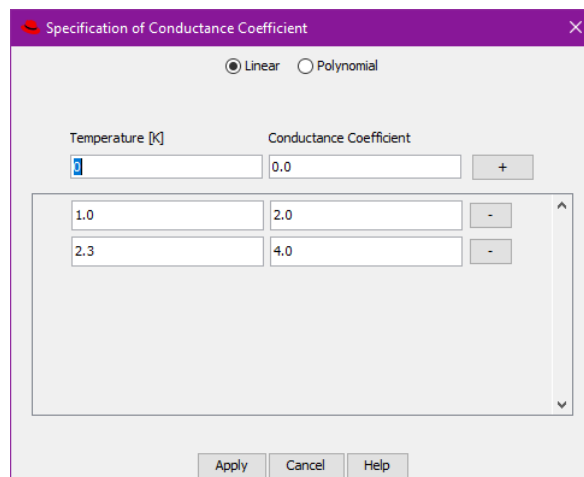 Specification of Conductance Coefficient
Linear Polynomial
Temperature [K] Conductance Coefficient
0 0.0 +
1.0 2.0 -
2.3 4.0 -
Apply Cancel Help